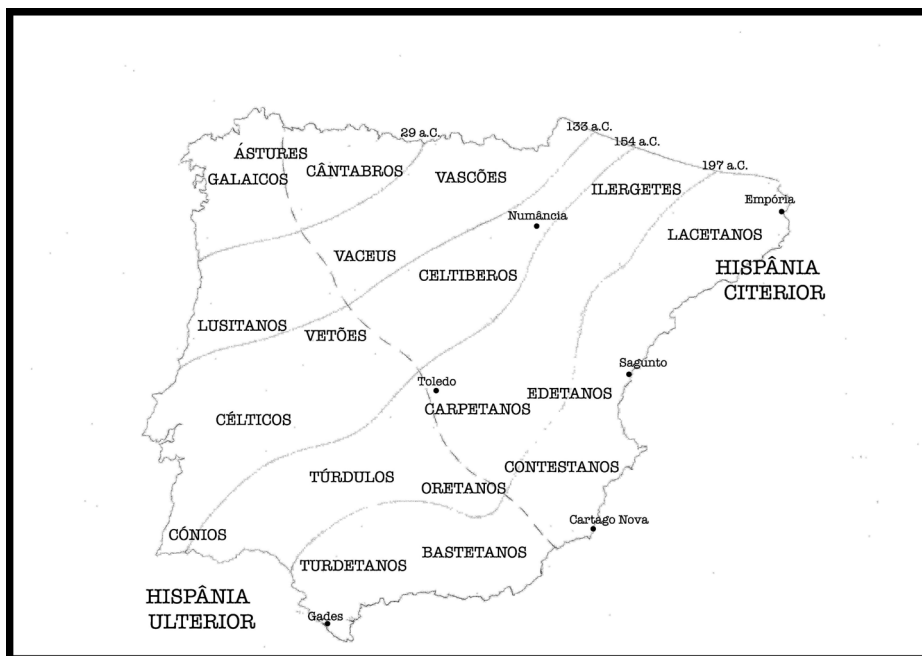 29 a.C.
133 a.C.
154 a.C.
197 a.C.
ÁSTURES
CÂNTABROS
VASCÕES
GALAICOS
ILERGETES
Empória
Numância
LACETANOS
VACEUS
CELTIBEROS
HISPÂNIA
CITERIOR
LUSITANOS
VETÕES
Sagunto
Toledo
EDETANOS
CARPETANOS
CÉLTICOS
CONTESTANOS
TÚRDULOS
ORETANOS
Cartago Nova
CÓNIOS
BASTETANOS
TURDETANOS
HISPÂNIA
ULTERIOR
Gades